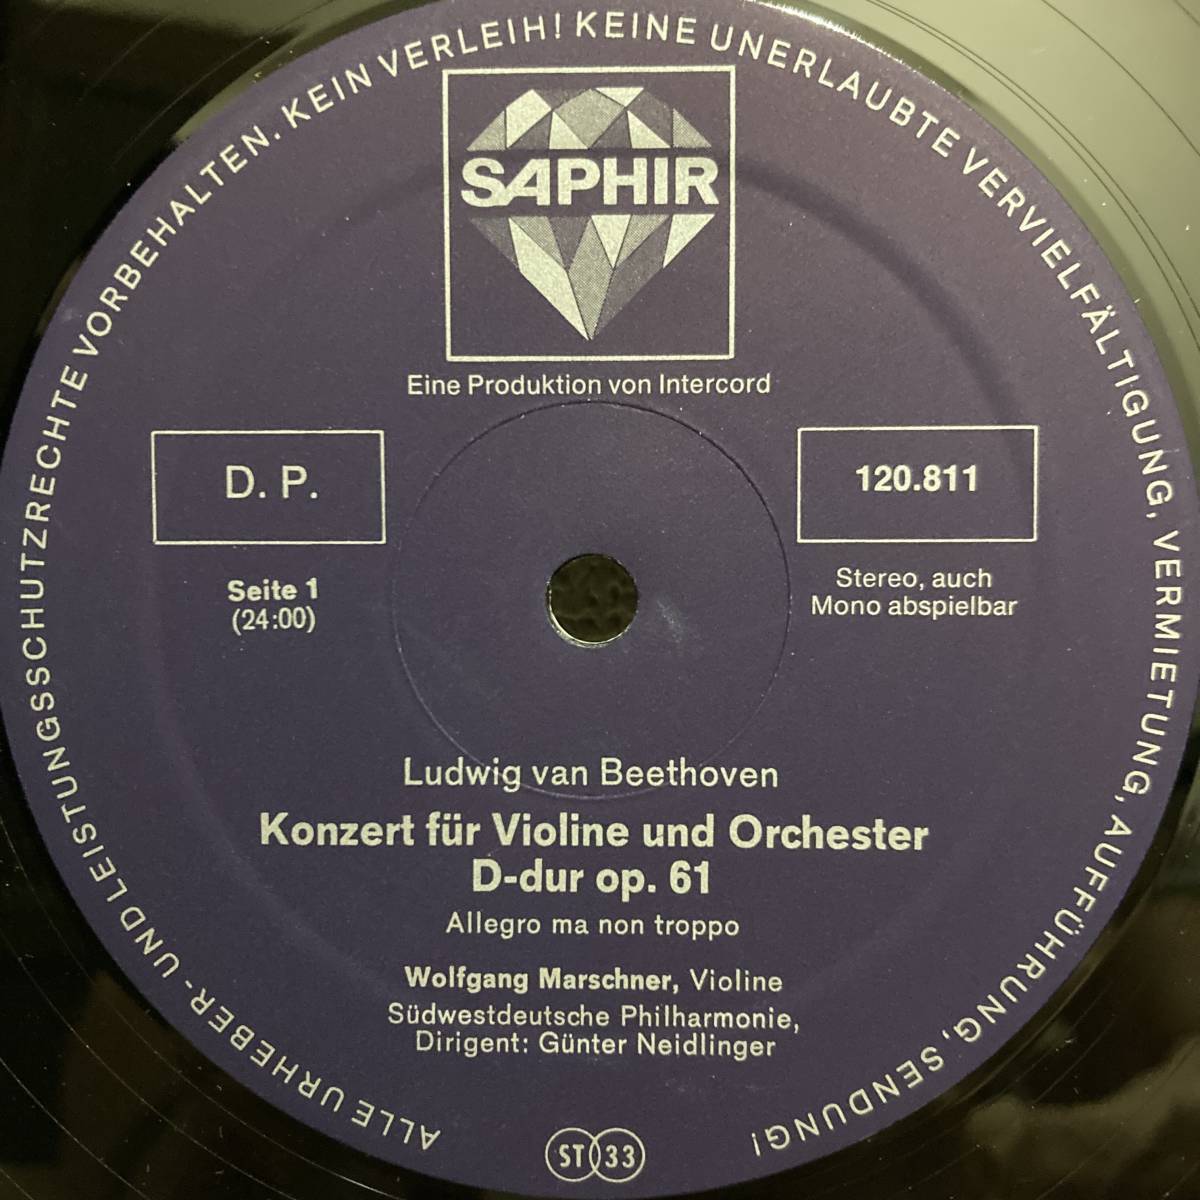 ALLE URHEBER- UND LEISTUNGSSCHUTZRECHTE VORBEHALTEN. KEIN VERLEIH! KEINE UNERLAUBTE VERVIELFÄLTIGUNG, VERMIETUNG, AUFFÜHRUNG, SENDUNG!
SAPHIR
Eine Produktion von Intercord
D. P.
120.811
Seite 1
(24:00)
Stereo, auch
Mono abspielbar
Ludwig van Beethoven
Konzert für Violine und Orchester
D-dur op. 61
Allegro ma non troppo
Wolfgang Marschner, Violine
Südwestdeutsche Philharmonie,
Dirigent: Günter Neidlinger
ST 33